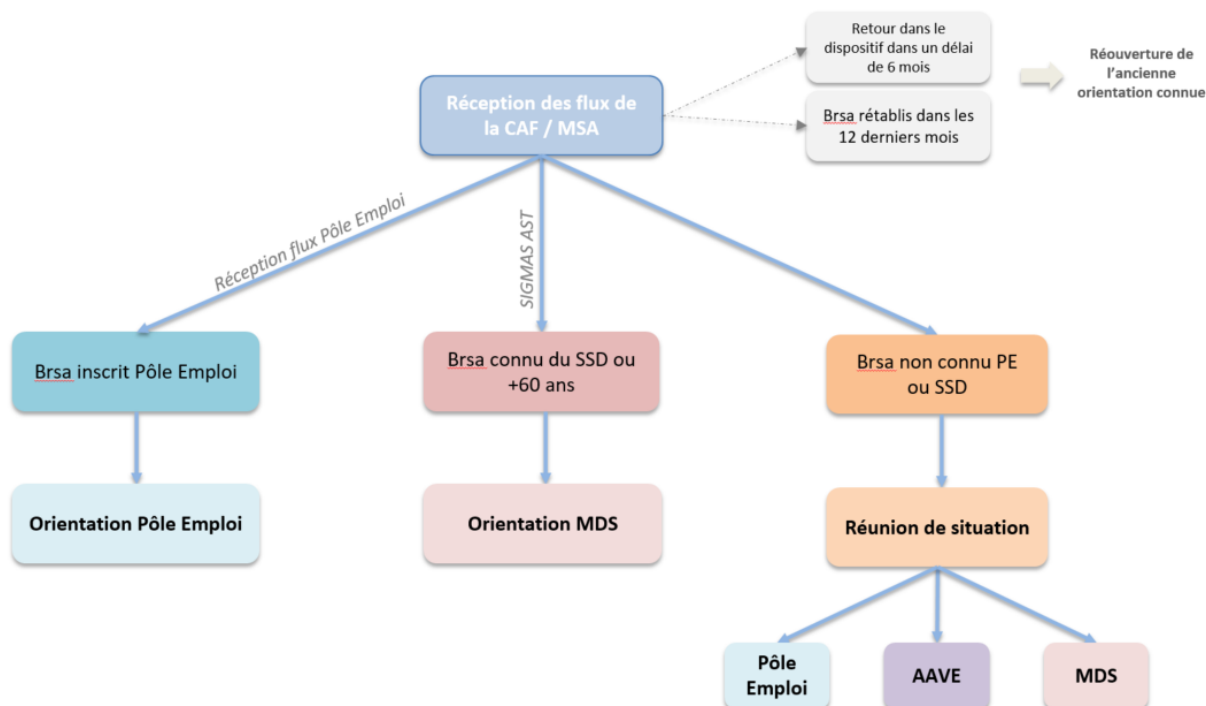 Retour dans le
dispositif dans un délai
de 6 mois
Réouverture de
l'ancienne
orientation connue
Réception des flux de
la CAF / MSA
Brsa rétablis dans les
12 derniers mois
Réception flux Pôle Emploi
SIGMAS AST
Brsa inscrit Pôle Emploi
Brsa connu du SSD ou
+60 ans
Brsa non connu PE
ou SSD
Orientation Pôle Emploi
Orientation MDS
Réunion de situation
Pôle
Emploi
AAVE
MDS